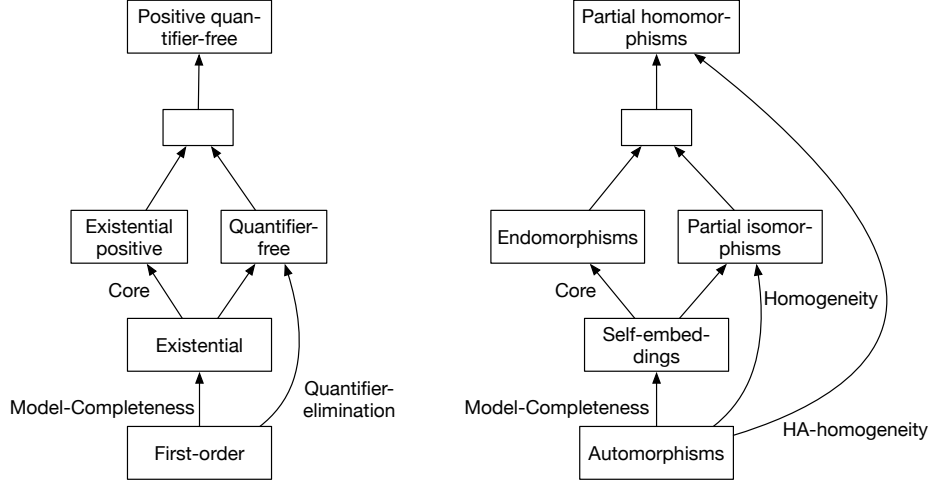 Positive quan-
tifier-free
Existential
positive
Quantifier-
free
Core
Existential
Model-Completeness
Quantifier-
elimination
First-order
Partial homomor-
phisms
Endomorphisms
Partial isomor-
phisms
Core
Homogeneity
Self-embed-
dings
Model-Completeness
HA-homogeneity
Automorphisms